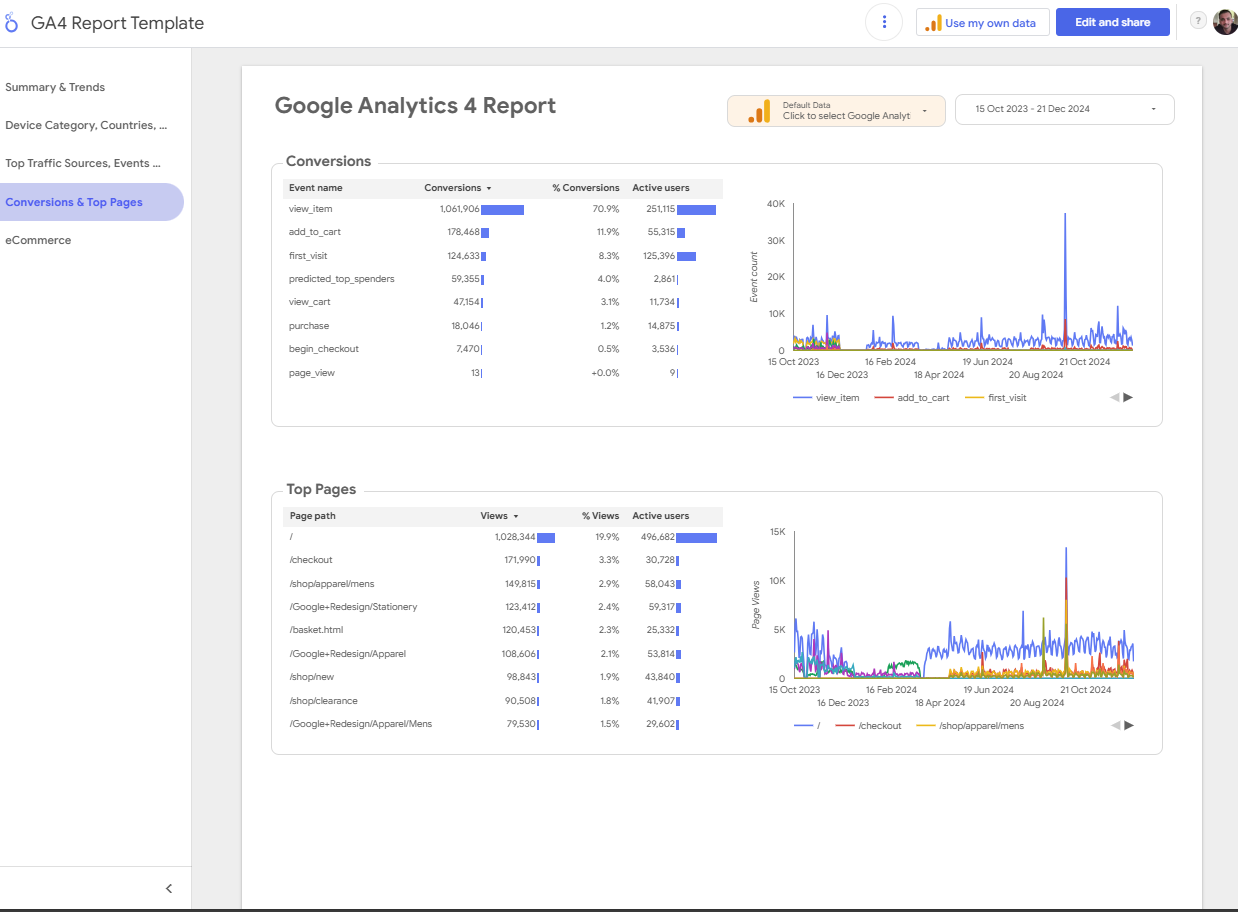 GA4 Report Template
Use my own data
Edit and share
?
Summary & Trends
Device Category, Countries, ...
Top Traffic Sources, Events ...
Conversions & Top Pages
eCommerce
Google Analytics 4 Report
Default Data
Click to select Google Analyt
15 Oct 2023 - 21 Dec 2024
Conversions
Event name Conversions % Conversions Active users
view_item 1,061,906 70.9% 251,115
add_to_cart 178,468 11.9% 55,315
first_visit 124,633 8.3% 125,396
predicted_top_spenders 59,355 4.0% 2,861
view_cart 47,154 3.1% 11,734
purchase 18,046 1.2% 14,875
begin_checkout 7,470 0.5% 3,536
page_view 13 +0.0% 9
Event count
40K
30K
20K
10K
0
15 Oct 2023 16 Feb 2024 19 Jun 2024 21 Oct 2024
16 Dec 2023 18 Apr 2024 20 Aug 2024
view_item add_to_cart first_visit
Top Pages
Page path Views % Views Active users
/ 1,028,344 19.9% 496,682
/checkout 171,990 3.3% 30,728
/shop/apparel/mens 149,815 2.9% 58,043
/Google+Redesign/Stationery 123,412 2.4% 59,317
/basket.html 120,453 2.3% 25,332
/Google+Redesign/Apparel 108,606 2.1% 53,814
/shop/new 98,843 1.9% 43,840
/shop/clearance 90,508 1.8% 41,907
/Google+Redesign/Apparel/Mens 79,530 1.5% 29,602
Page Views
15K
10K
5K
0
15 Oct 2023 16 Feb 2024 19 Jun 2024 21 Oct 2024
16 Dec 2023 18 Apr 2024 20 Aug 2024
/ /checkout /shop/apparel/mens